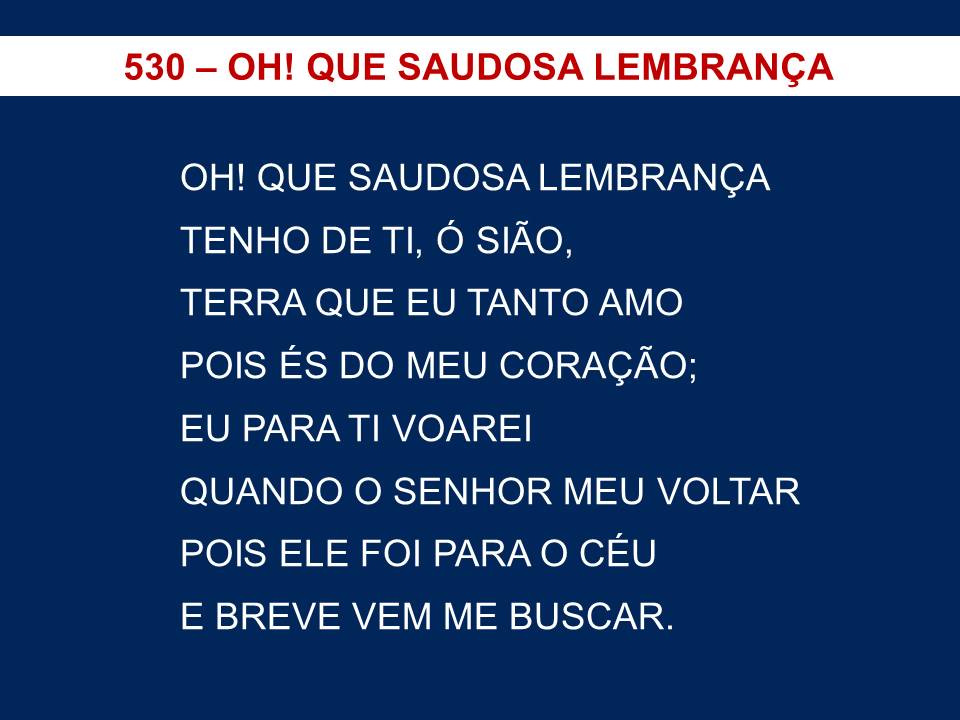 530 – OH! QUE SAUDOSA LEMBRANÇA
OH! QUE SAUDOSA LEMBRANÇA
TENHO DE TI, Ó SIÃO,
TERRA QUE EU TANTO AMO
POIS ÉS DO MEU CORAÇÃO;
EU PARA TI VOAREI
QUANDO O SENHOR MEU VOLTAR
POIS ELE FOI PARA O CÉU
E BREVE VEM ME BUSCAR.